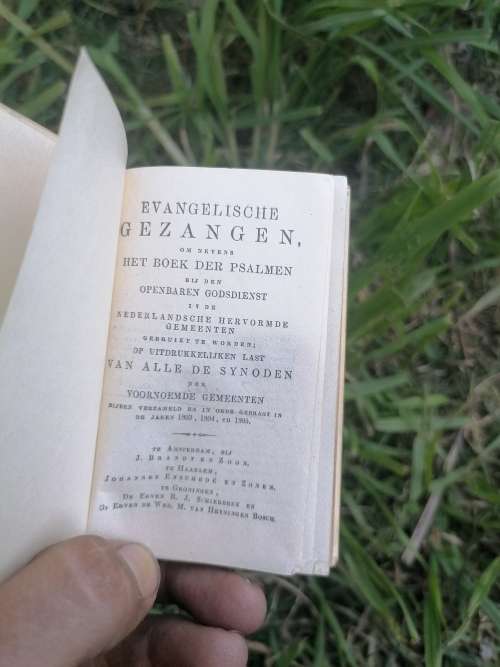 EVANGELISCHE
GEZANGEN,
OM NEVENS
HET BOEK DER PSALMEN
BIJ DEN
OPENBAREN GODSDIENST
IN DE
NEDERLANDSCHE HERVORMDE
GEMEENTEN
GEBRUIKT TE WORDEN;
OP UITDRUKKELIJKEN LAST
VAN ALLE DE SYNODEN
DER
VOORNOEMDE GEMEENTEN
BIJEEN VERZAMELD EN IN ORDE GEBRAGT IN
DE JAREN 1803, 1804, EN 1805.
TE AMSTERDAM, BIJ
J. BRANDT EN ZOON.
TE HAARLEM,
JOHANNES ENSCHEDÉ EN ZONEN.
TE GRONINGEN,
DE ERVEN R. J. SCHIERBEEK EN
DE ERVEN DE WED. M. VAN HEYNINGEN BOSCH.